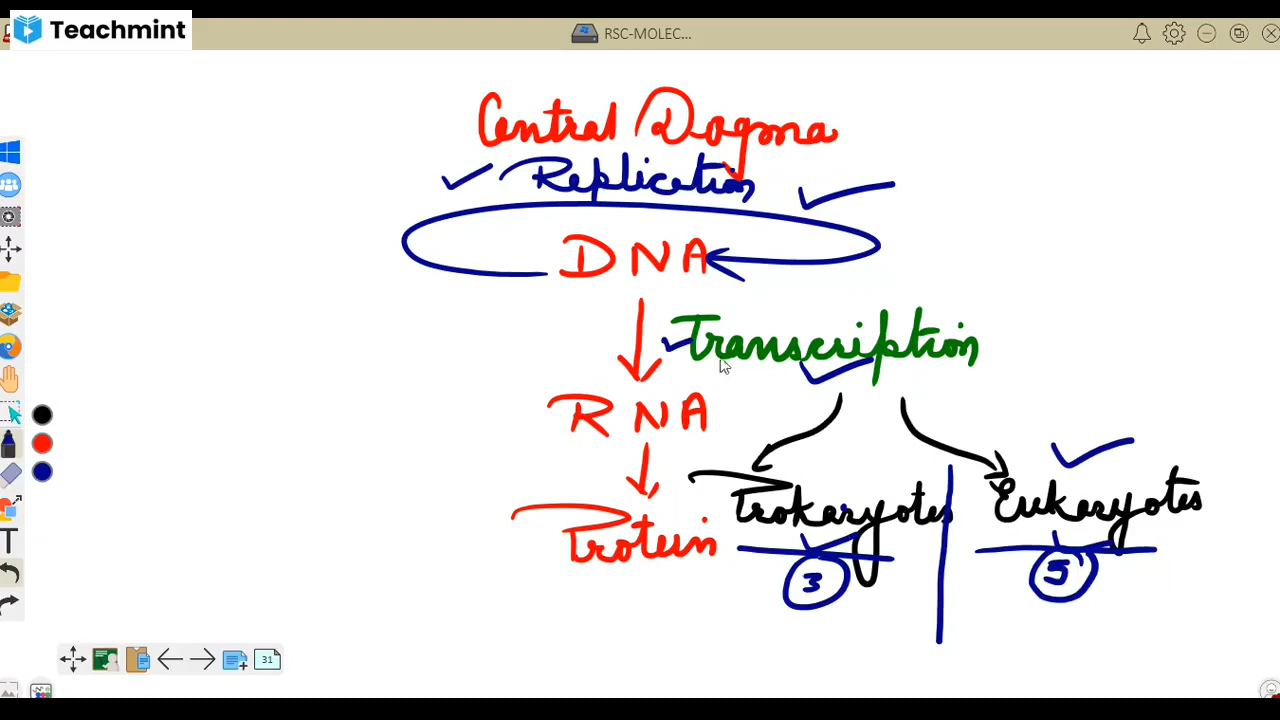 Teachmint
RSC-MOLEC...
Central Dogma
Replication
DNA
Transcription
RNA
Prokaryotes
Eukaryotes
Protein
3
5
31
T